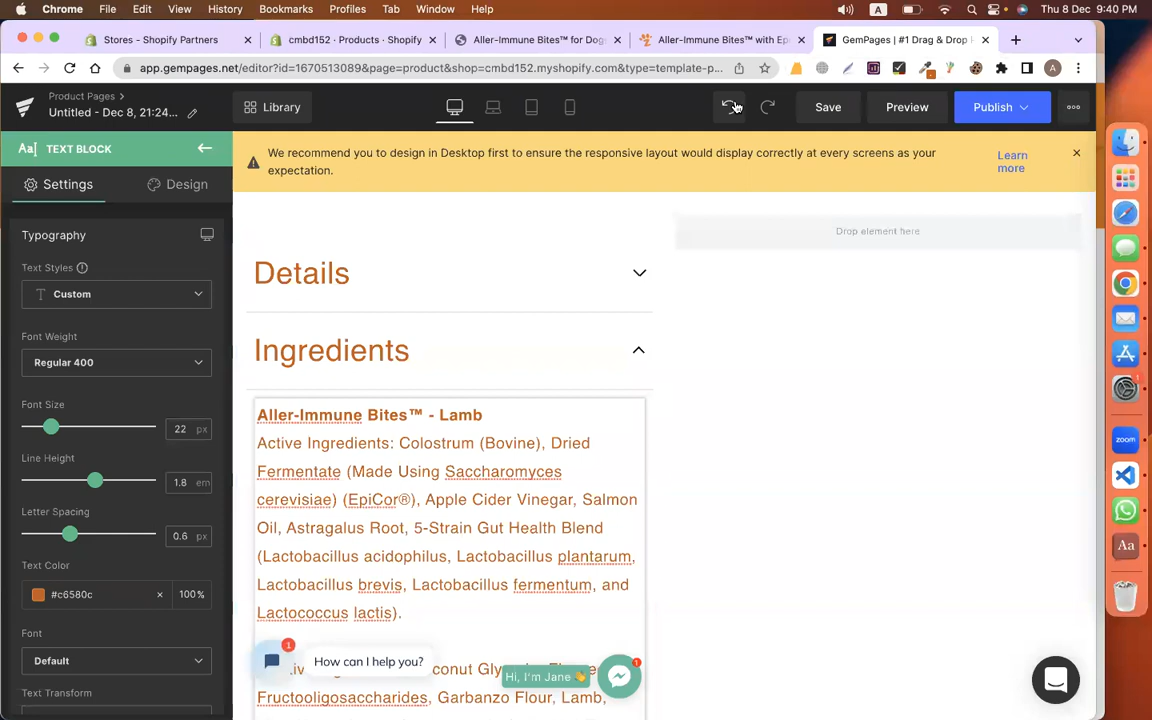 Chrome File Edit View History Bookmarks Profiles Tab Window Help A Thu 8 Dec 9:40 PM
Stores - Shopify Partners
cmbd152 · Products · Shopify
Aller-Immune Bites™ for Dogs
Aller-Immune Bites™ with Ep
GemPages | #1 Drag & Drop
app.gempages.net/editor?id=1670513089&page=product&shop=cmbd152.myshopify.com&type=template-p... A
Product Pages
Untitled - Dec 8, 21:24...
Library
Save
Preview
Publish
Aa TEXT BLOCK
We recommend you to design in Desktop first to ensure the responsive layout would display correctly at every screens as your
expectation.
Learn
more
Settings
Design
Typography
Text Styles
Custom
Font Weight
Regular 400
Font Size
22 px
Line Height
1.8 em
Letter Spacing
0.6 px
Text Color
#c6580c
100%
Font
Default
Text Transform
Drop element here
Details
Ingredients
Aller-Immune Bites™ - Lamb
Active Ingredients: Colostrum (Bovine), Dried
Fermentate (Made Using Saccharomyces
cerevisiae) (EpiCor®), Apple Cider Vinegar, Salmon
Oil, Astragalus Root, 5-Strain Gut Health Blend
(Lactobacillus acidophilus, Lactobacillus plantarum,
Lactobacillus brevis, Lactobacillus fermentum, and
Lactococcus lactis).
Fructooligosaccharides, Garbanzo Flour, Lamb,
1
How can I help you?
Hi, I'm Jane 👋
1
zoom
Aa